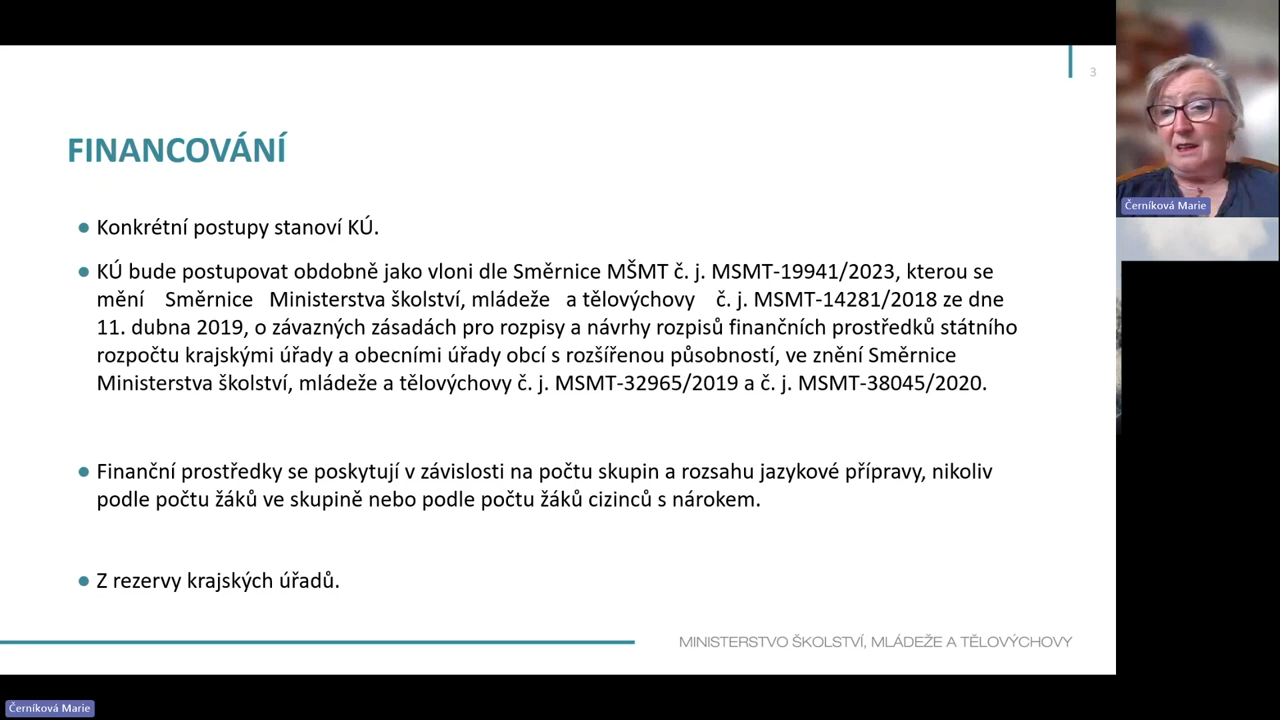 3
FINANCOVÁNÍ
Konkrétní postupy stanoví KÚ.
KÚ bude postupovat obdobně jako vloni dle Směrnice MŠMT č. j. MSMT-19941/2023, kterou se
mění Směrnice Ministerstva školství, mládeže a tělovýchovy č. j. MSMT-14281/2018 ze dne
11. dubna 2019, o závazných zásadách pro rozpisy a návrhy rozpisů finančních prostředků státního
rozpočtu krajskými úřady a obecními úřady obcí s rozšířenou působností, ve znění Směrnice
Ministerstva školství, mládeže a tělovýchovy č. j. MSMT-32965/2019 a č. j. MSMT-38045/2020.
Finanční prostředky se poskytují v závislosti na počtu skupin a rozsahu jazykové přípravy, nikoliv
podle počtu žáků ve skupině nebo podle počtu žáků cizinců s nárokem.
Z rezervy krajských úřadů.
MINISTERSTVO ŠKOLSTVÍ, MLÁDEŽE A TĚLOVÝCHOVY
Černíková Marie
Černíková Marie